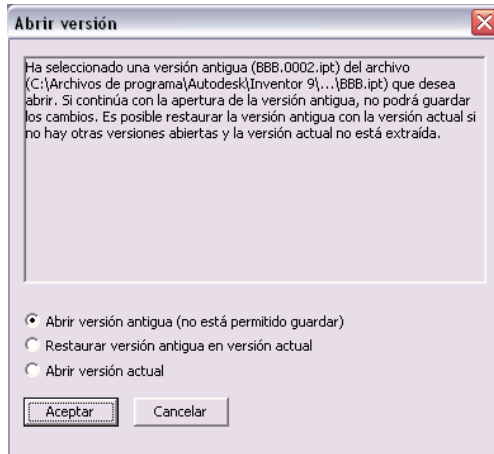 Abrir versión
Ha seleccionado una versión antigua (BBB.0002.ipt) del archivo
(C:\Archivos de programa\Autodesk\Inventor 9\...\BBB.ipt) que desea
abrir. Si continúa con la apertura de la versión antigua, no podrá guardar
los cambios. Es posible restaurar la versión antigua con la versión actual si
no hay otras versiones abiertas y la versión actual no está extraída.
Abrir versión antigua (no está permitido guardar)
Restaurar versión antigua en versión actual
Abrir versión actual
Aceptar Cancelar